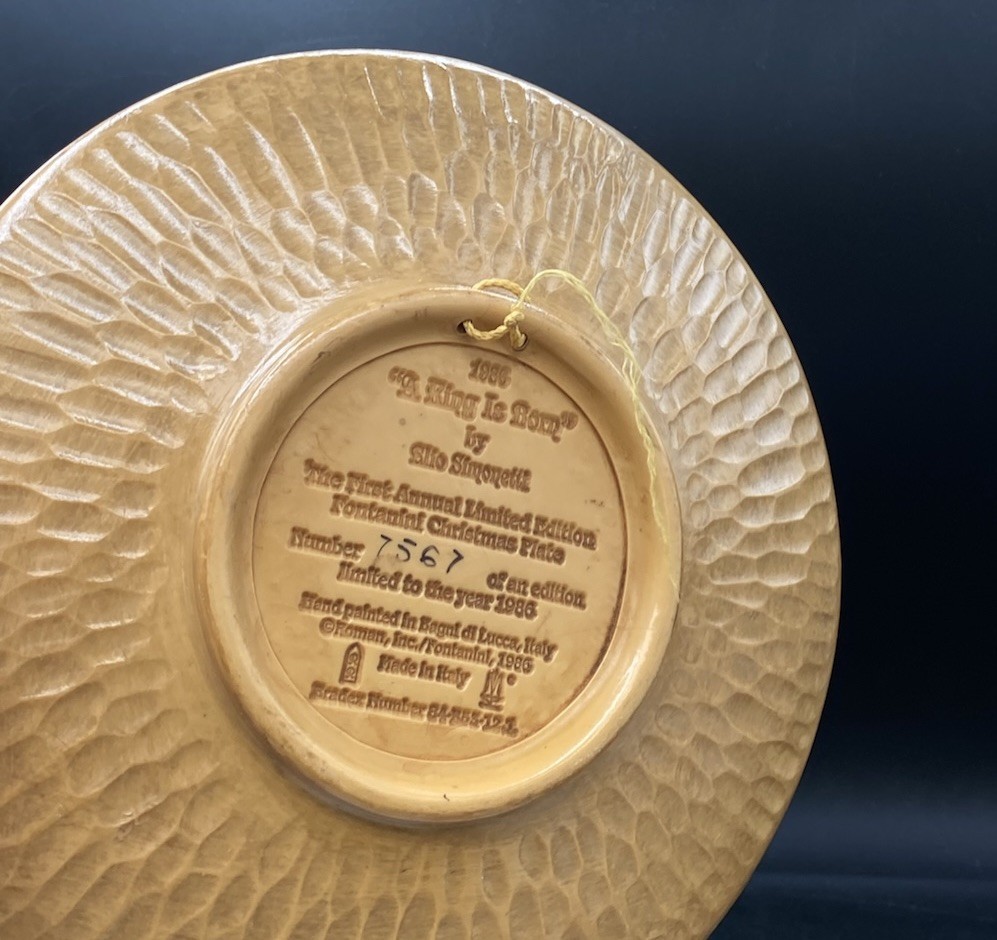 1986
"A King Is Born"
by
Elio Simonetti
The First Annual Limited Edition
Fontanini Christmas Plate
Number 7567 of an edition
limited to the year 1986
Hand painted in Bagni di Lucca, Italy
©Roman, Inc./Fontanini, 1986
Made in Italy
Bradex Number